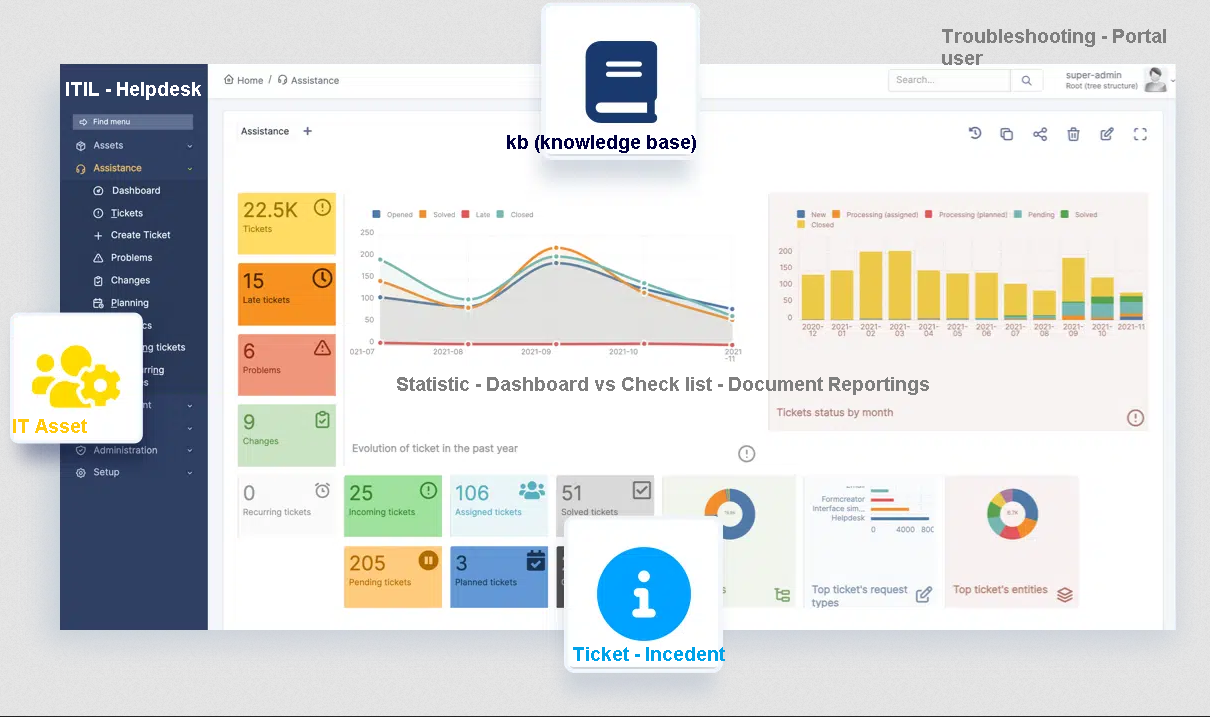 Troubleshooting - Portal
user
ITIL - Helpdesk
Home / Assistance
Search...
super-admin
Root (tree structure)
kb (knowledge base)
Find menu
Assets
Assistance
Dashboard
Tickets
Create Ticket
Problems
Changes
Planning
cs
ng tickets
rring
s
nt
Administration
Setup
IT Asset
Assistance +
22.5K
Tickets
15
Late tickets
6
Problems
9
Changes
Opened Solved Late Closed
250
200
150
100
50
0
021-07 2021-08 2021-09 2021-10 2021
-11
Evolution of ticket in the past year
New Processing (assigned) Processing (planned) Pending Solved
Closed
200
150
100
50
0
2020-
12
2021-
01
2021-
02
2021-
03
2021-
04
2021-
05
2021-
06
2021-
07
2021-
08
2021-
09
2021-
10
2021-11
Tickets status by month
Statistic - Dashboard vs Check list - Document Reportings
0
Recurring tickets
25
Incoming tickets
106
Assigned tickets
51
Solved tickets
205
Pending tickets
3
Planned tickets
s
Formcreator
Interface sim...
Helpdesk
0 4000 800
Top ticket's request
types
8.7K
Top ticket's entities
Ticket - Incedent